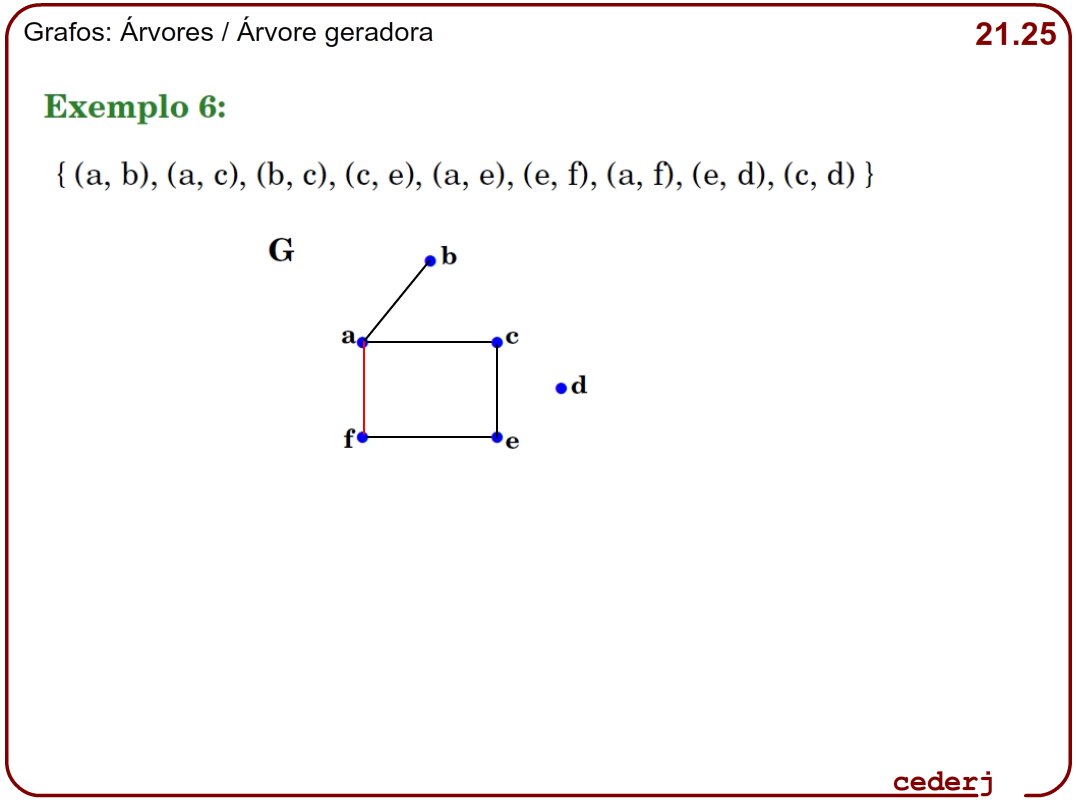 Grafos: Árvores / Árvore geradora
21.25
Exemplo 6:
{ (a, b), (a, c), (b, c), (c, e), (a, e), (e, f), (a, f), (e, d), (c, d) }
G
b
a
c
d
f
e
cederj